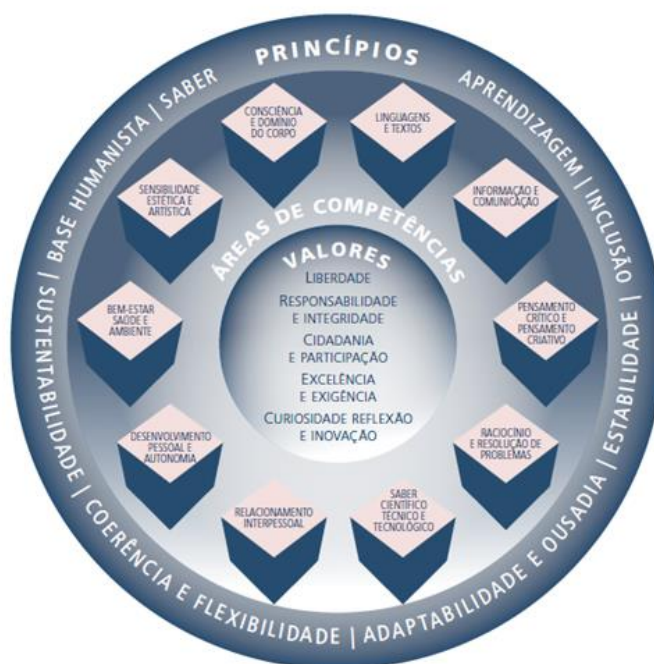 PRINCÍPIOS
BASE HUMANISTA | SABER
APRENDIZAGEM | INCLUSÃO
| ESTABILIDADE |
ADAPTABILIDADE E OUSADIA |
COERÊNCIA E FLEXIBILIDADE |
SUSTENTABILIDADE |
ÁREAS DE COMPETÊNCIAS
CONSCIÊNCIA
E DOMÍNIO
DO CORPO
LINGUAGENS
E TEXTOS
INFORMAÇÃO E
COMUNICAÇÃO
PENSAMENTO
CRÍTICO E
PENSAMENTO
CRIATIVO
RACIOCÍNIO
E RESOLUÇÃO DE
PROBLEMAS
SABER
CIENTÍFICO
TÉCNICO E
TECNOLÓGICO
RELACIONAMENTO
INTERPESSOAL
DESENVOLVIMENTO
PESSOAL E
AUTONOMIA
BEM-ESTAR
SAÚDE E
AMBIENTE
SENSIBILIDADE
ESTÉTICA E
ARTÍSTICA
VALORES
LIBERDADE
RESPONSABILIDADE
E INTEGRIDADE
CIDADANIA
E PARTICIPAÇÃO
EXCELÊNCIA
E EXIGÊNCIA
CURIOSIDADE REFLEXÃO
E INOVAÇÃO